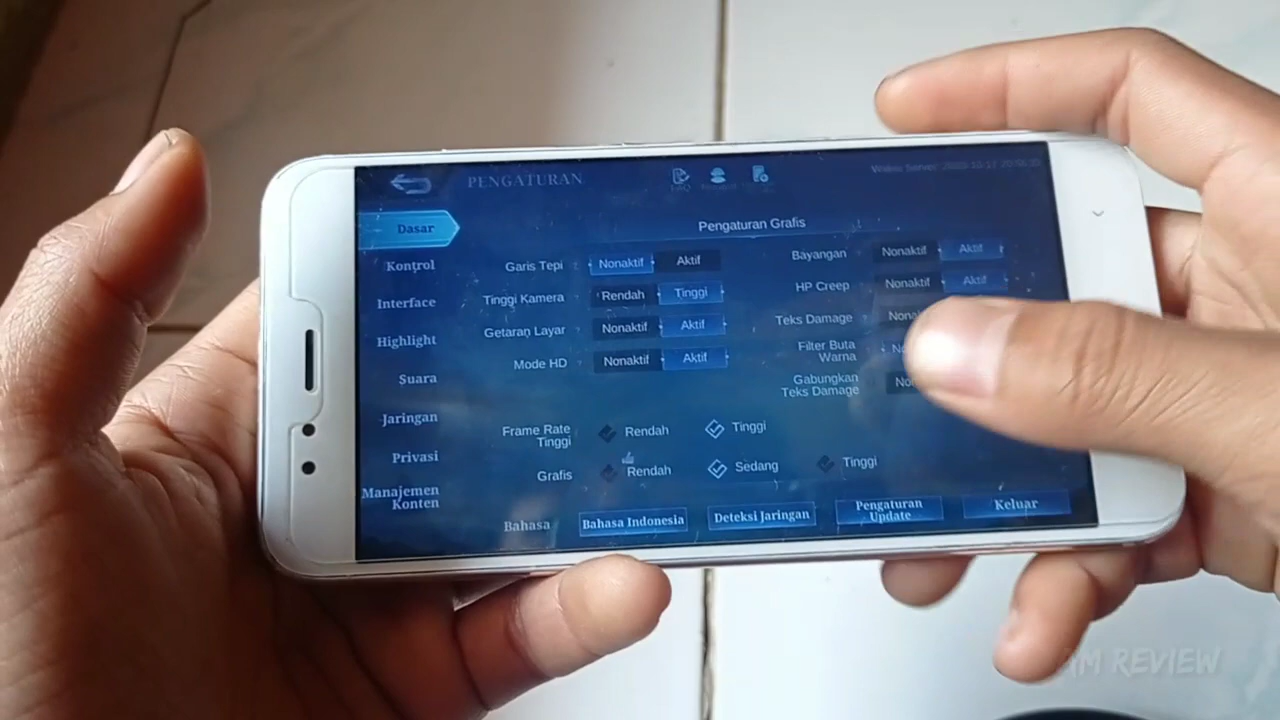 PENGATURAN
FAQ
Dasar
Kontrol
Interface
Highlight
Suara
Jaringan
Privasi
Manajemen
Konten
Pengaturan Grafis
Garis Tepi Nonaktif Aktif
Tinggi Kamera Rendah Tinggi
Getaran Layar Nonaktif Aktif
Mode HD Nonaktif Aktif
Bayangan Nonaktif Aktif
HP Creep Nonaktif Aktif
Teks Damage
Filter Buta
Warna
Gabungkan
Teks Damage
Frame Rate
Tinggi Rendah Tinggi
Grafis Rendah Sedang Tinggi
Bahasa Bahasa Indonesia Deteksi Jaringan
Pengaturan
Update
Keluar
REVIEW